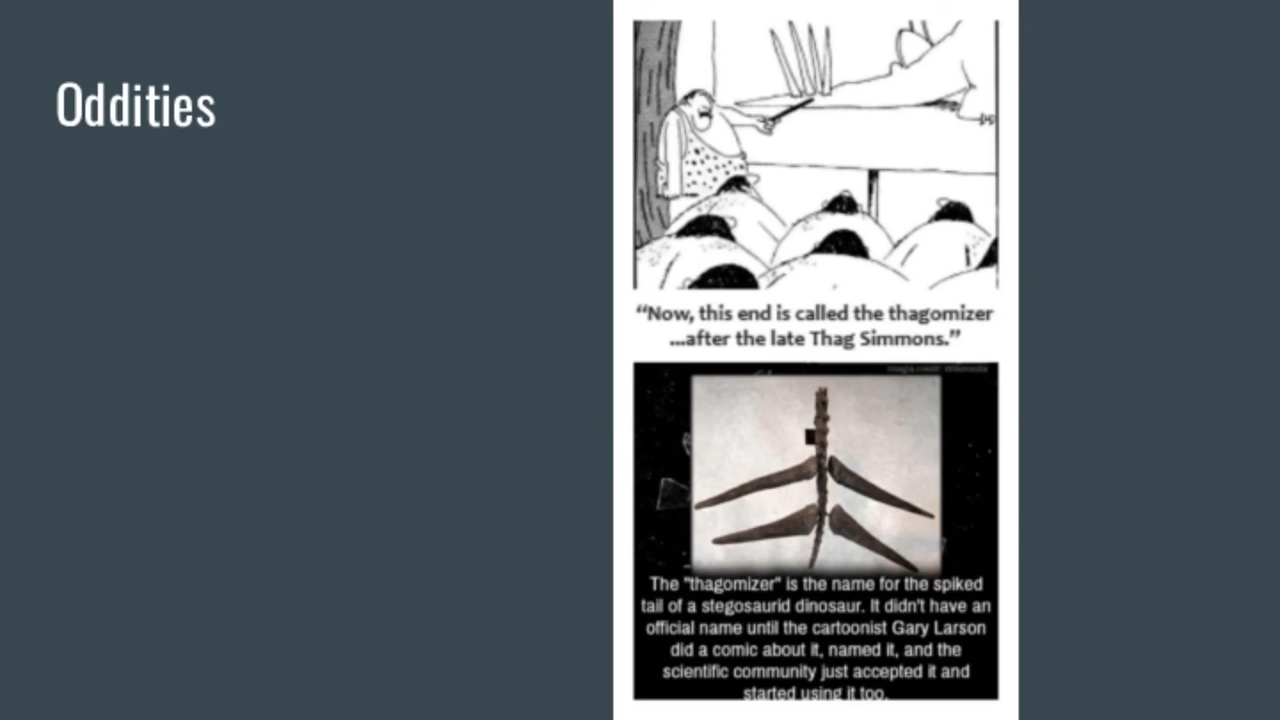 Oddities
“Now, this end is called the thagomizer
...after the late Thag Simmons.”
The "thagomizer" is the name for the spiked
tail of a stegosaurid dinosaur. It didn't have an
official name until the cartoonist Gary Larson
did a comic about it, named it, and the
scientific community just accepted it and
started using it too.